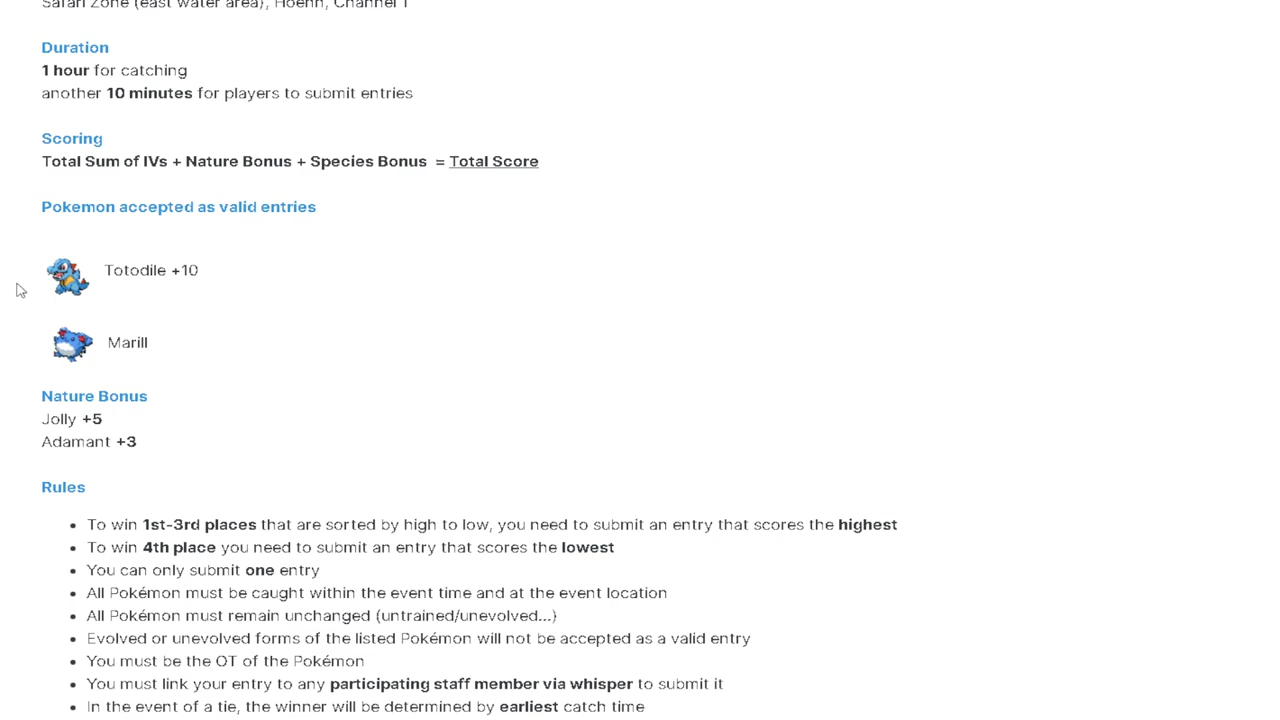 Safari Zone (east water area), Hoenn, Channel 1
Duration
1 hour for catching
another 10 minutes for players to submit entries
Scoring
Total Sum of IVs + Nature Bonus + Species Bonus = Total Score
Pokemon accepted as valid entries
Totodile +10
Marill
Nature Bonus
Jolly +5
Adamant +3
Rules
• To win 1st-3rd places that are sorted by high to low, you need to submit an entry that scores the highest
• To win 4th place you need to submit an entry that scores the lowest
• You can only submit one entry
• All Pokémon must be caught within the event time and at the event location
• All Pokémon must remain unchanged (untrained/unevolved...)
• Evolved or unevolved forms of the listed Pokémon will not be accepted as a valid entry
• You must be the OT of the Pokémon
• You must link your entry to any participating staff member via whisper to submit it
• In the event of a tie, the winner will be determined by earliest catch time